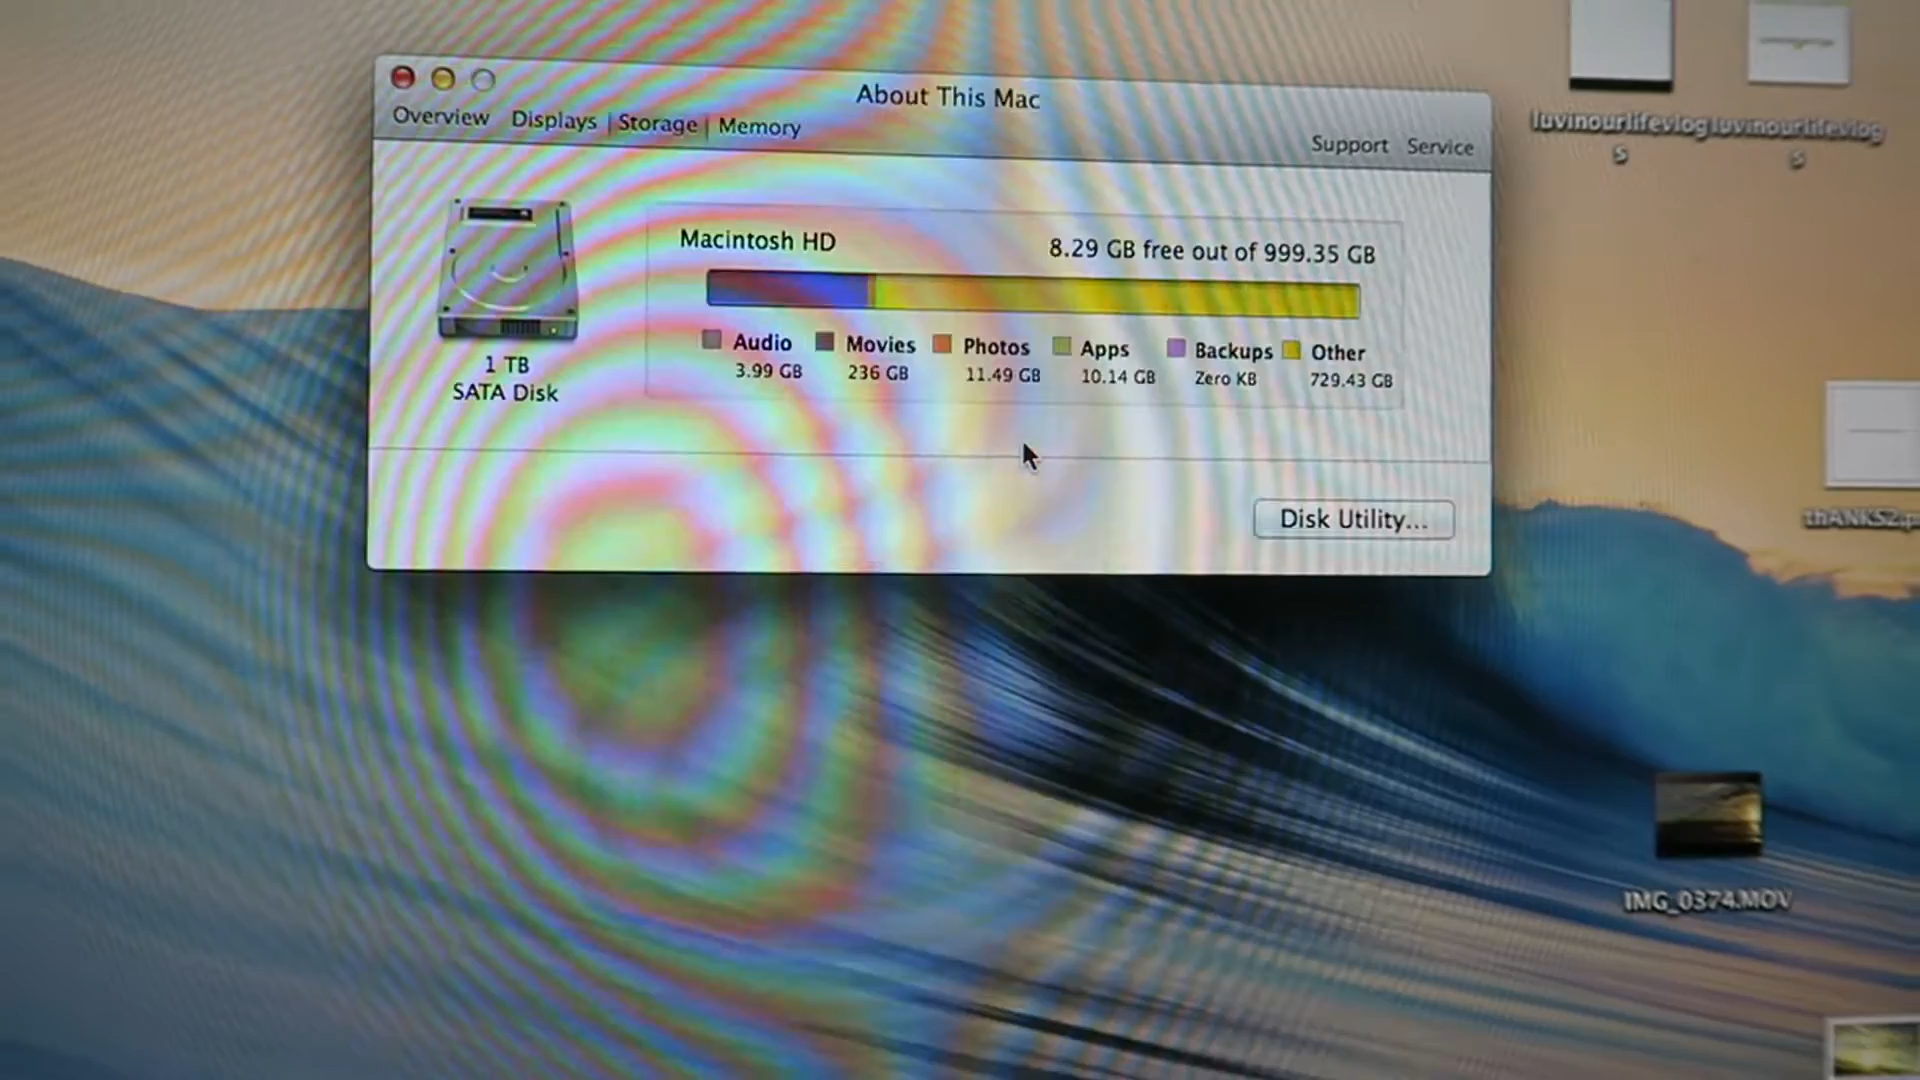 About This Mac
Overview Displays Storage Memory
Support Service
Macintosh HD
8.29 GB free out of 999.35 GB
Audio Movies Photos Apps Backups Other
3.99 GB 236 GB 11.49 GB 10.14 GB Zero KB 729.43 GB
1 TB
SATA Disk
Disk Utility...
luvinourlifevlog luvinourlifevlog
s s
thANKS2.p
IMG_0374.MOV